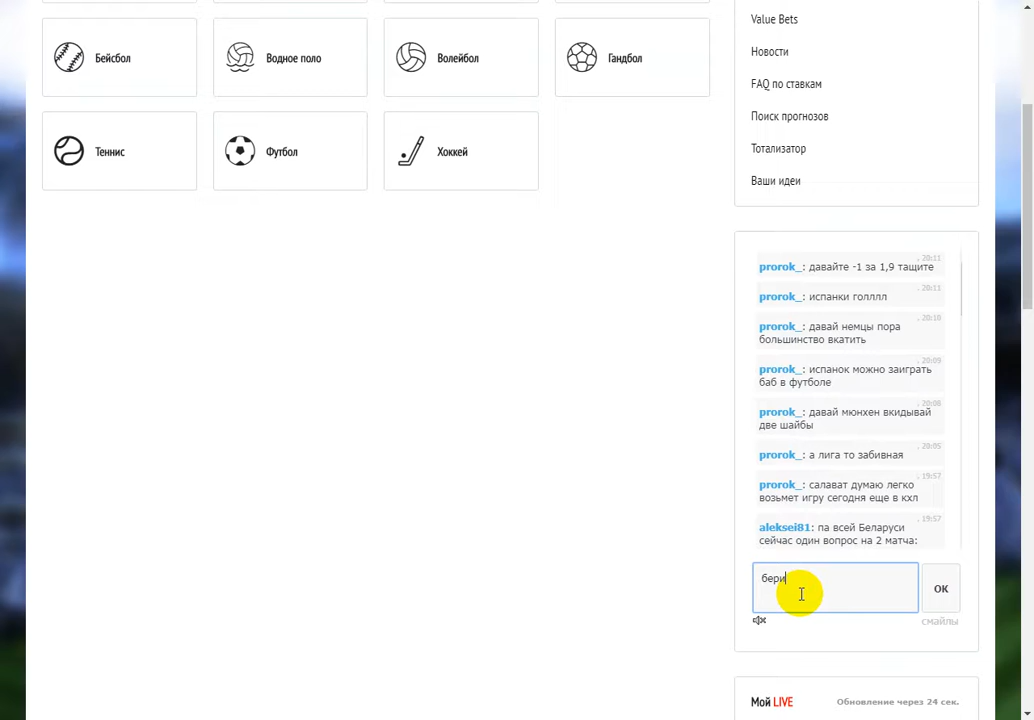 Бейсбол
Водное поло
Волейбол
Гандбол
Теннис
Футбол
Хоккей
Value Bets
Новости
FAQ по ставкам
Поиск прогнозов
Тотализатор
Ваши идеи
, 20:11
prorok_: давайте -1 за 1,9 тащите
, 20:11
prorok_: испанки голллл
, 20:10
prorok_: давай немцы пора
большинство вкатить
, 20:09
prorok_: испанок можно заиграть
баб в футболе
, 20:08
prorok_: давай мюнхен вкидывай
две шайбы
, 20:05
prorok_: а лига то забивная
, 19:57
prorok_: салават думаю легко
возьмет игру сегодня еще в кхл
, 19:57
aleksei81: па всей Беларуси
сейчас один вопрос на 2 матча:
бери
ОК
смайлы
Мой LIVE
Обновление через 24 сек.